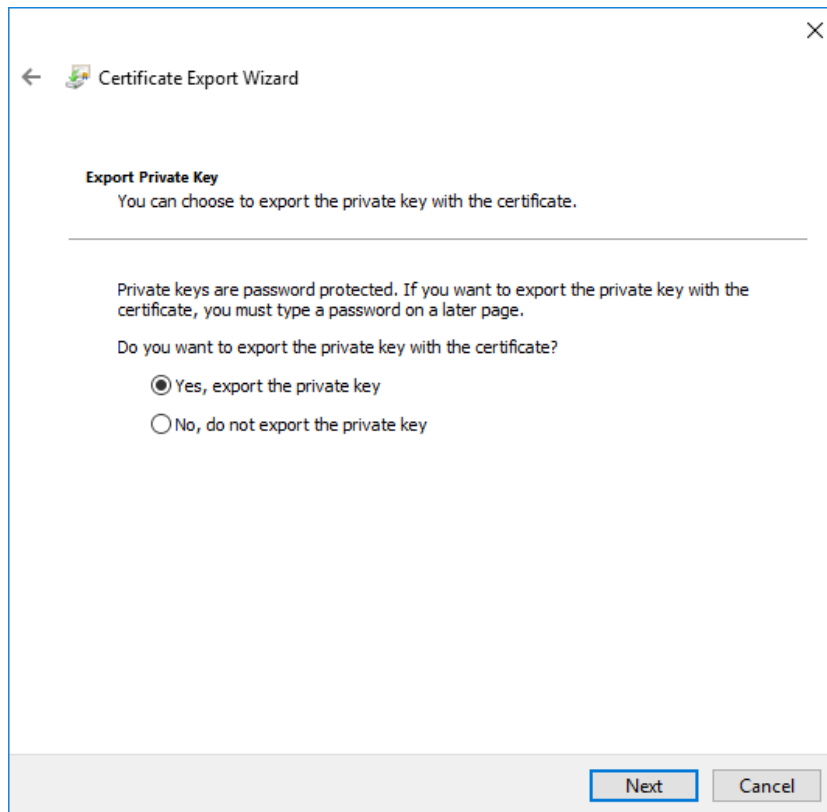 Certificate Export Wizard
Export Private Key
You can choose to export the private key with the certificate.
Private keys are password protected. If you want to export the private key with the
certificate, you must type a password on a later page.
Do you want to export the private key with the certificate?
Yes, export the private key
No, do not export the private key
Next Cancel